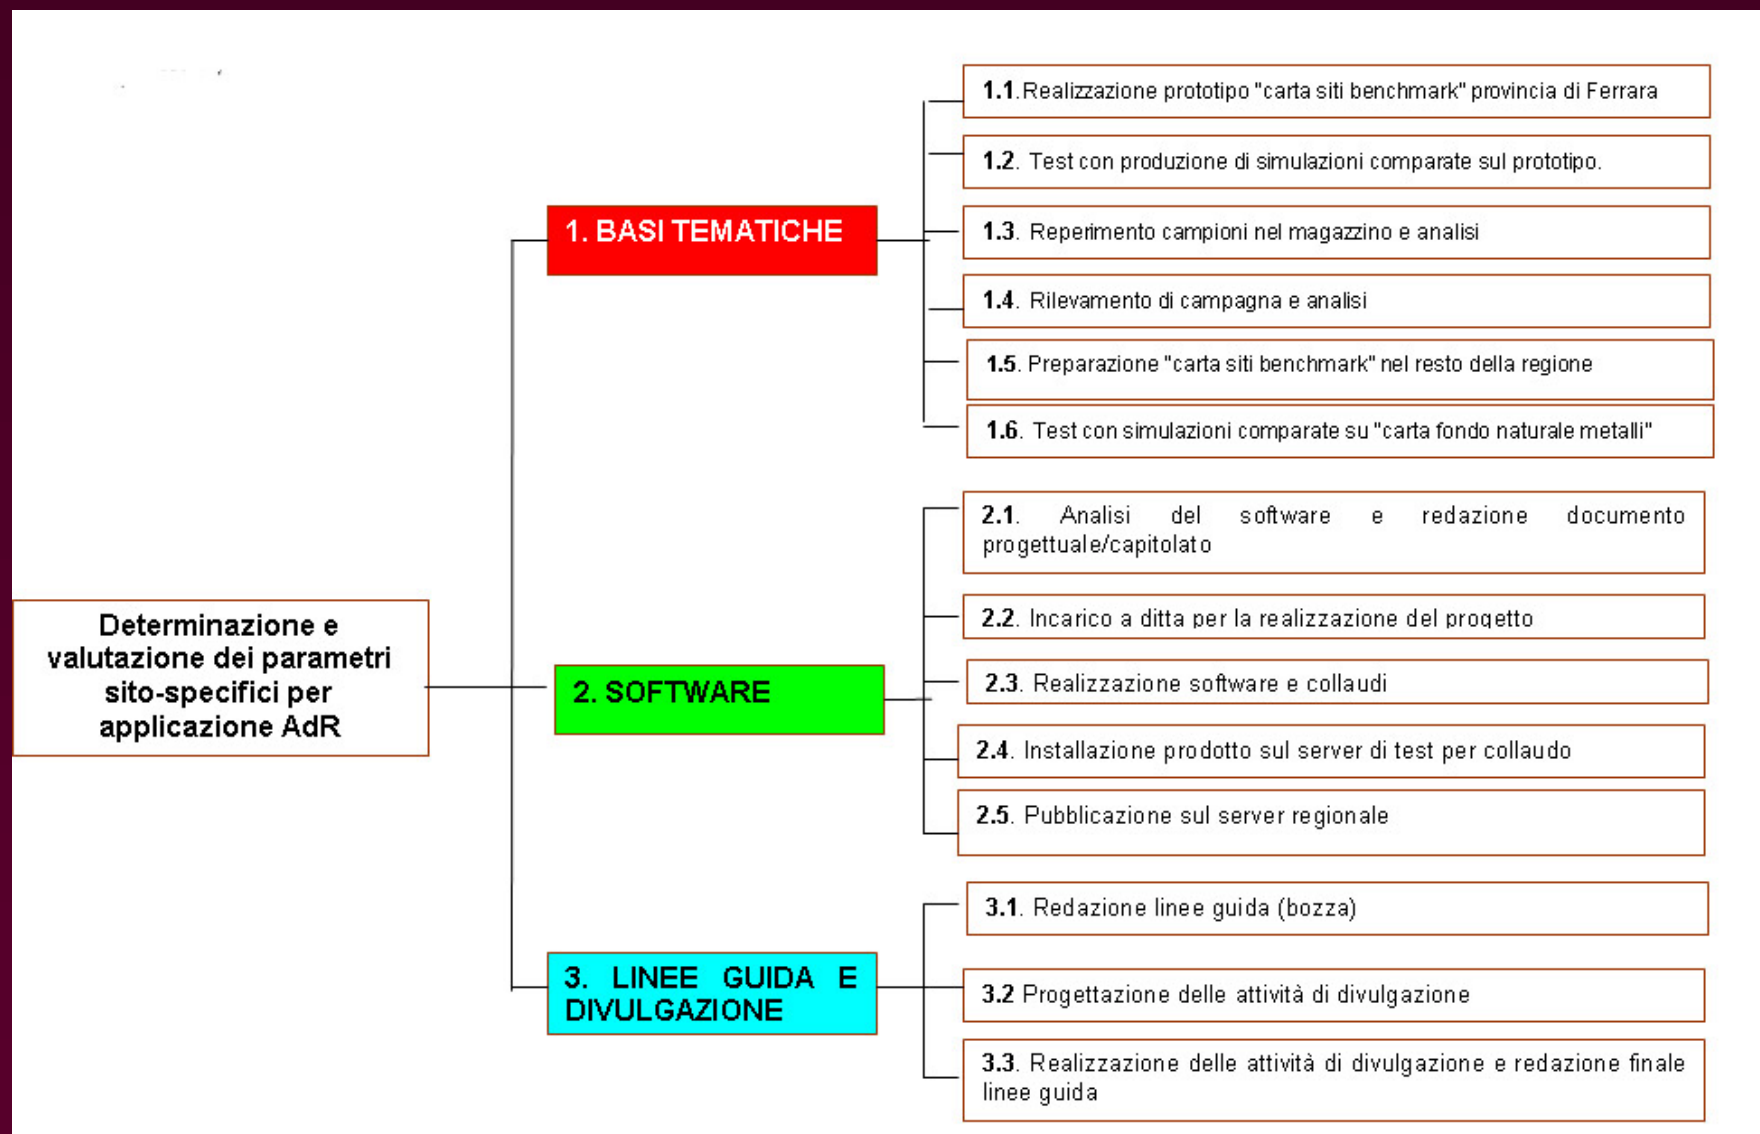 1.1.Realizzazione prototipo "carta siti benchmark" provincia di Ferrara
1.2. Test con produzione di simulazioni comparate sul prototipo.
1. BASI TEMATICHE
1.3. Reperimento campioni nel magazzino e analisi
1.4. Rilevamento di campagna e analisi
1.5. Preparazione "carta siti benchmark" nel resto della regione
1.6. Test con simulazioni comparate su "carta fondo naturale metalli"
2.1. Analisi del software e redazione documento
progettuale/capitolato
Determinazione e
valutazione dei parametri
sito-specifici per
applicazione AdR
2.2. Incarico a ditta per la realizzazione del progetto
2. SOFTWARE
2.3. Realizzazione software e collaudi
2.4. Installazione prodotto sul server di test per collaudo
2.5. Pubblicazione sul server regionale
3.1. Redazione linee guida (bozza)
3. LINEE GUIDA E
DIVULGAZIONE
3.2 Progettazione delle attività di divulgazione
3.3. Realizzazione delle attività di divulgazione e redazione finale
linee guida